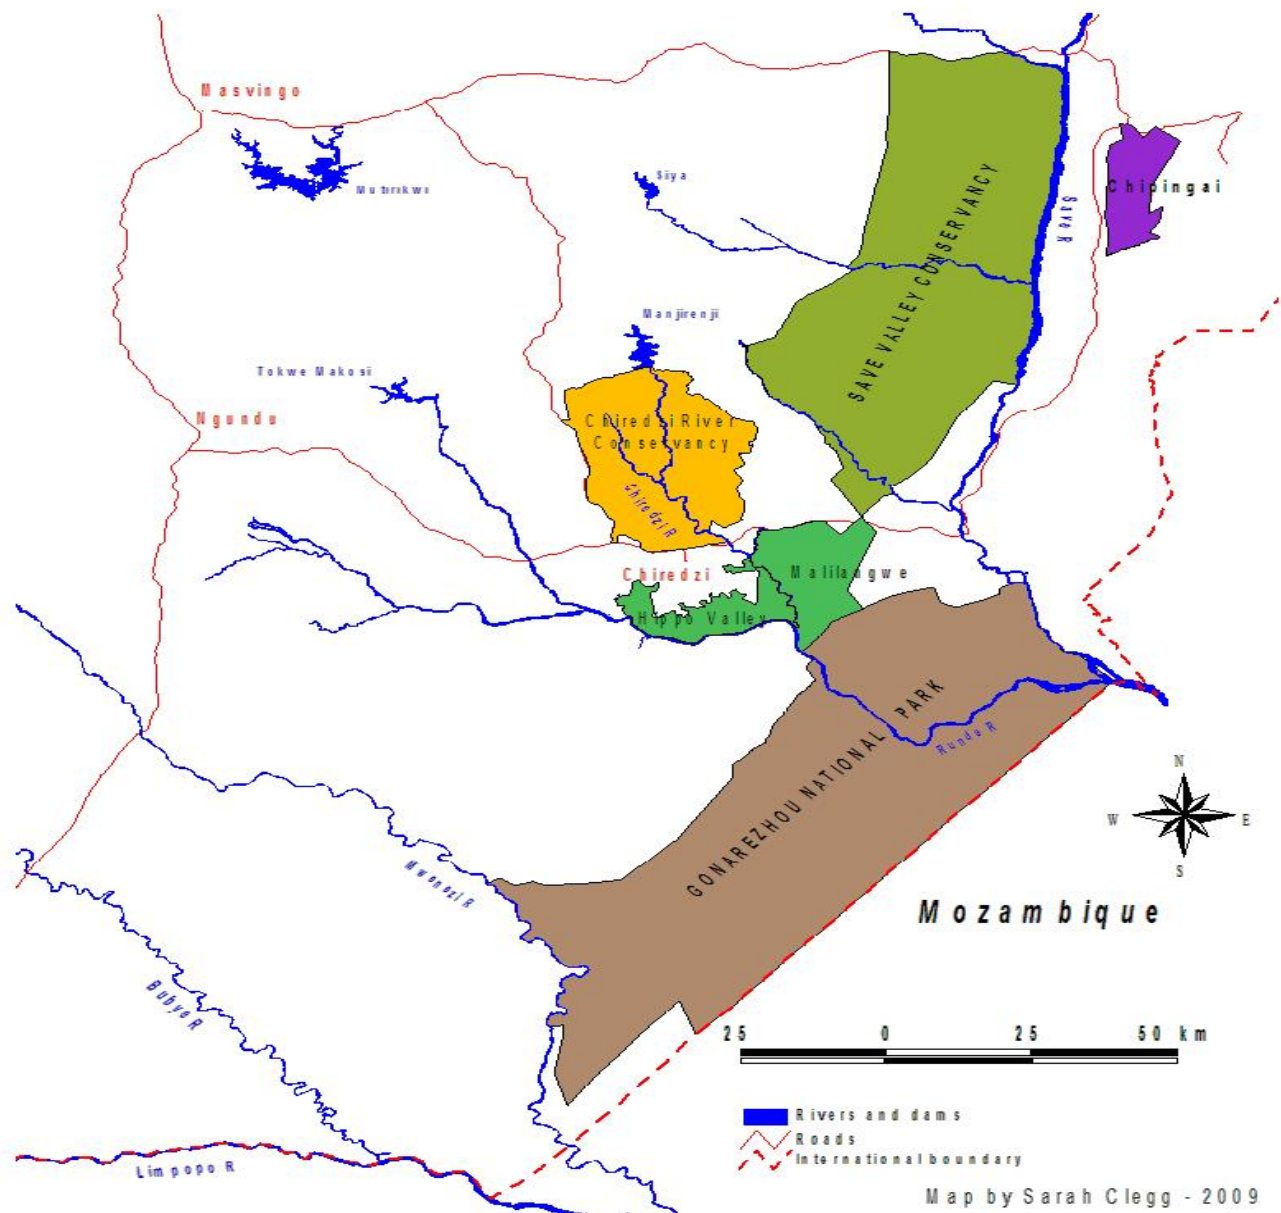 Masvingo
Mutirikwi
Siya
Save R
Chipingai
SAVE VALLEY CONSERVANCY
Manjirenji
Tokwe Makosi
Ngundu
Chiredzi River
Conservancy
Chiredzi R
Chiredzi
Malilangwe
Hippo Valley
GONAREZHOU NATIONAL PARK
Runde R
N
W E
S
Mwenezi R
Mozambique
Bubye R
25 0 25 50 km
Rivers and dams
Roads
International boundary
Limpopo R
Map by Sarah Clegg - 2009